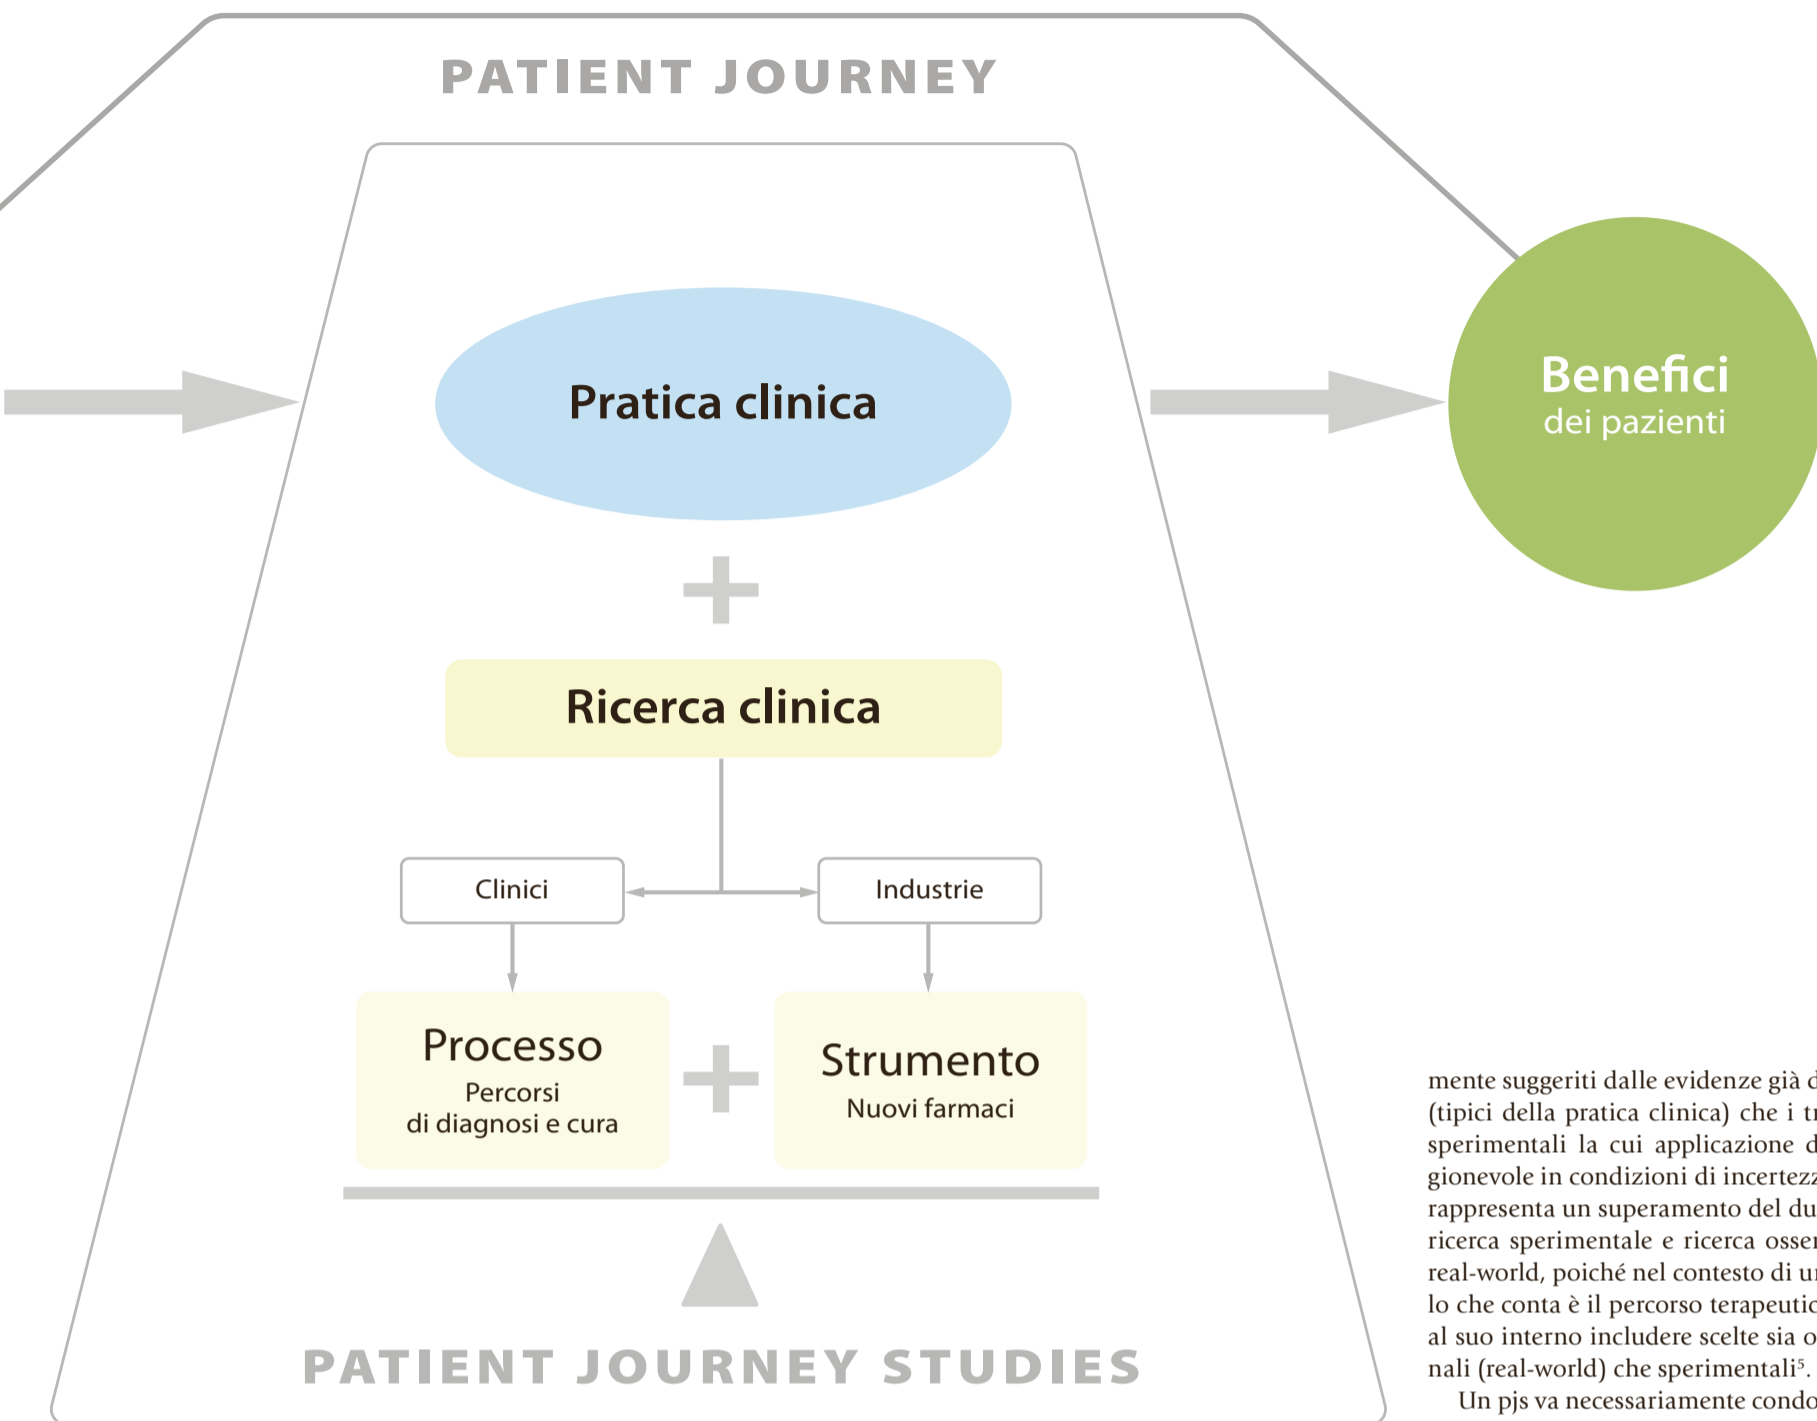 PATIENT JOURNEY
Pratica clinica
+
Ricerca clinica
Clinici
Industrie
Processo
Percorsi
di diagnosi e cura
+
Strumento
Nuovi farmaci
PATIENT JOURNEY STUDIES
Benefici
dei pazienti
mente suggeriti dalle evidenze già
(tipici della pratica clinica) che i
sperimentali la cui applicazione
gionevole in condizioni di
rappresenta un superamento del
ricerca sperimentale e ricerca
real-world, poiché nel contesto di
lo che conta è il percorso
al suo interno includere scelte sia
nali (real-world) che sperimentali⁵.
Un pjs va necessariamente